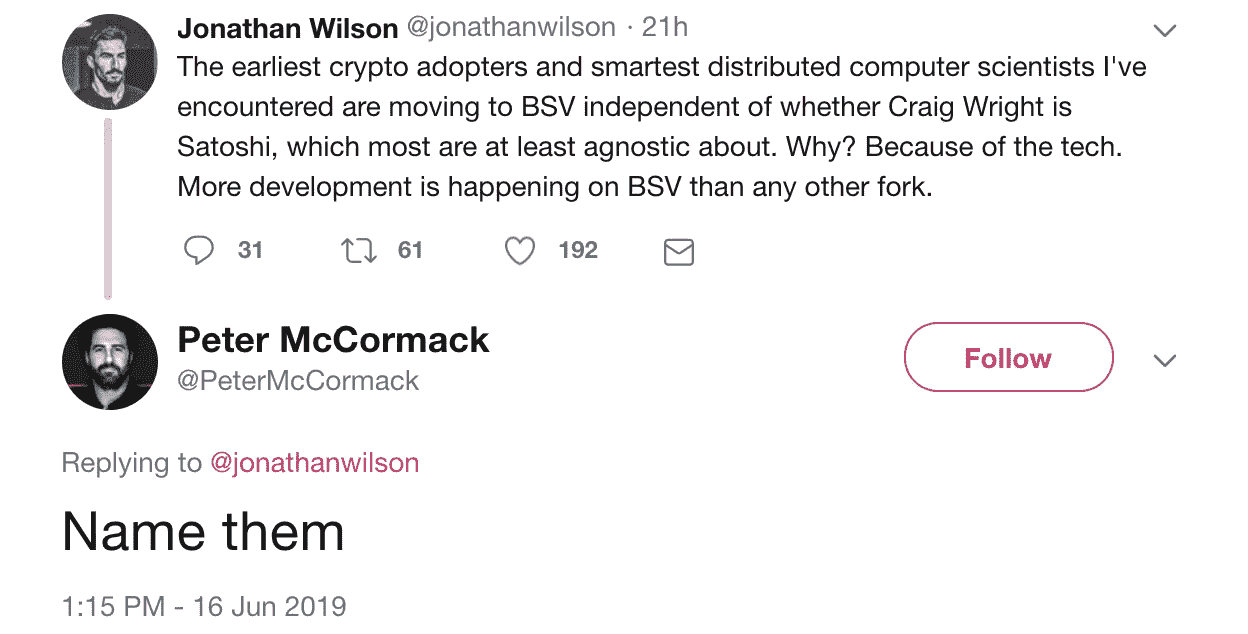 Jonathan Wilson @jonathanwilson · 21h
The earliest crypto adopters and smartest distributed computer scientists I've
encountered are moving to BSV independent of whether Craig Wright is
Satoshi, which most are at least agnostic about. Why? Because of the tech.
More development is happening on BSV than any other fork.
31 61 192
Peter McCormack
@PeterMcCormack
Follow
Replying to @jonathanwilson
Name them
1:15 PM - 16 Jun 2019